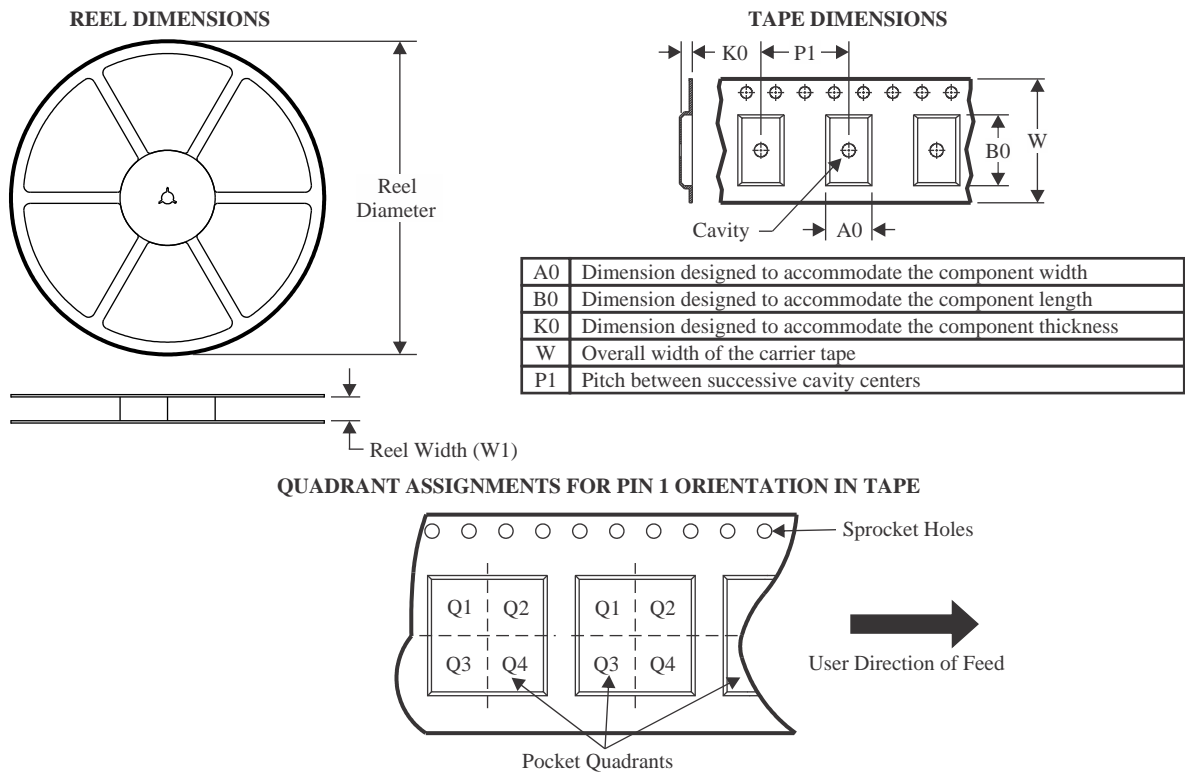 REEL DIMENSIONS
Reel
Diameter
Reel Width (W1)
TAPE DIMENSIONS
K0
P1
W
B0
Cavity
A0
A0 Dimension designed to accommodate the component width
B0 Dimension designed to accommodate the component length
K0 Dimension designed to accommodate the component thickness
W Overall width of the carrier tape
P1 Pitch between successive cavity centers
QUADRANT ASSIGNMENTS FOR PIN 1 ORIENTATION IN TAPE
Sprocket Holes
Q1 Q2 Q1 Q2
Q3 Q4 Q3 Q4
User Direction of Feed
Pocket Quadrants